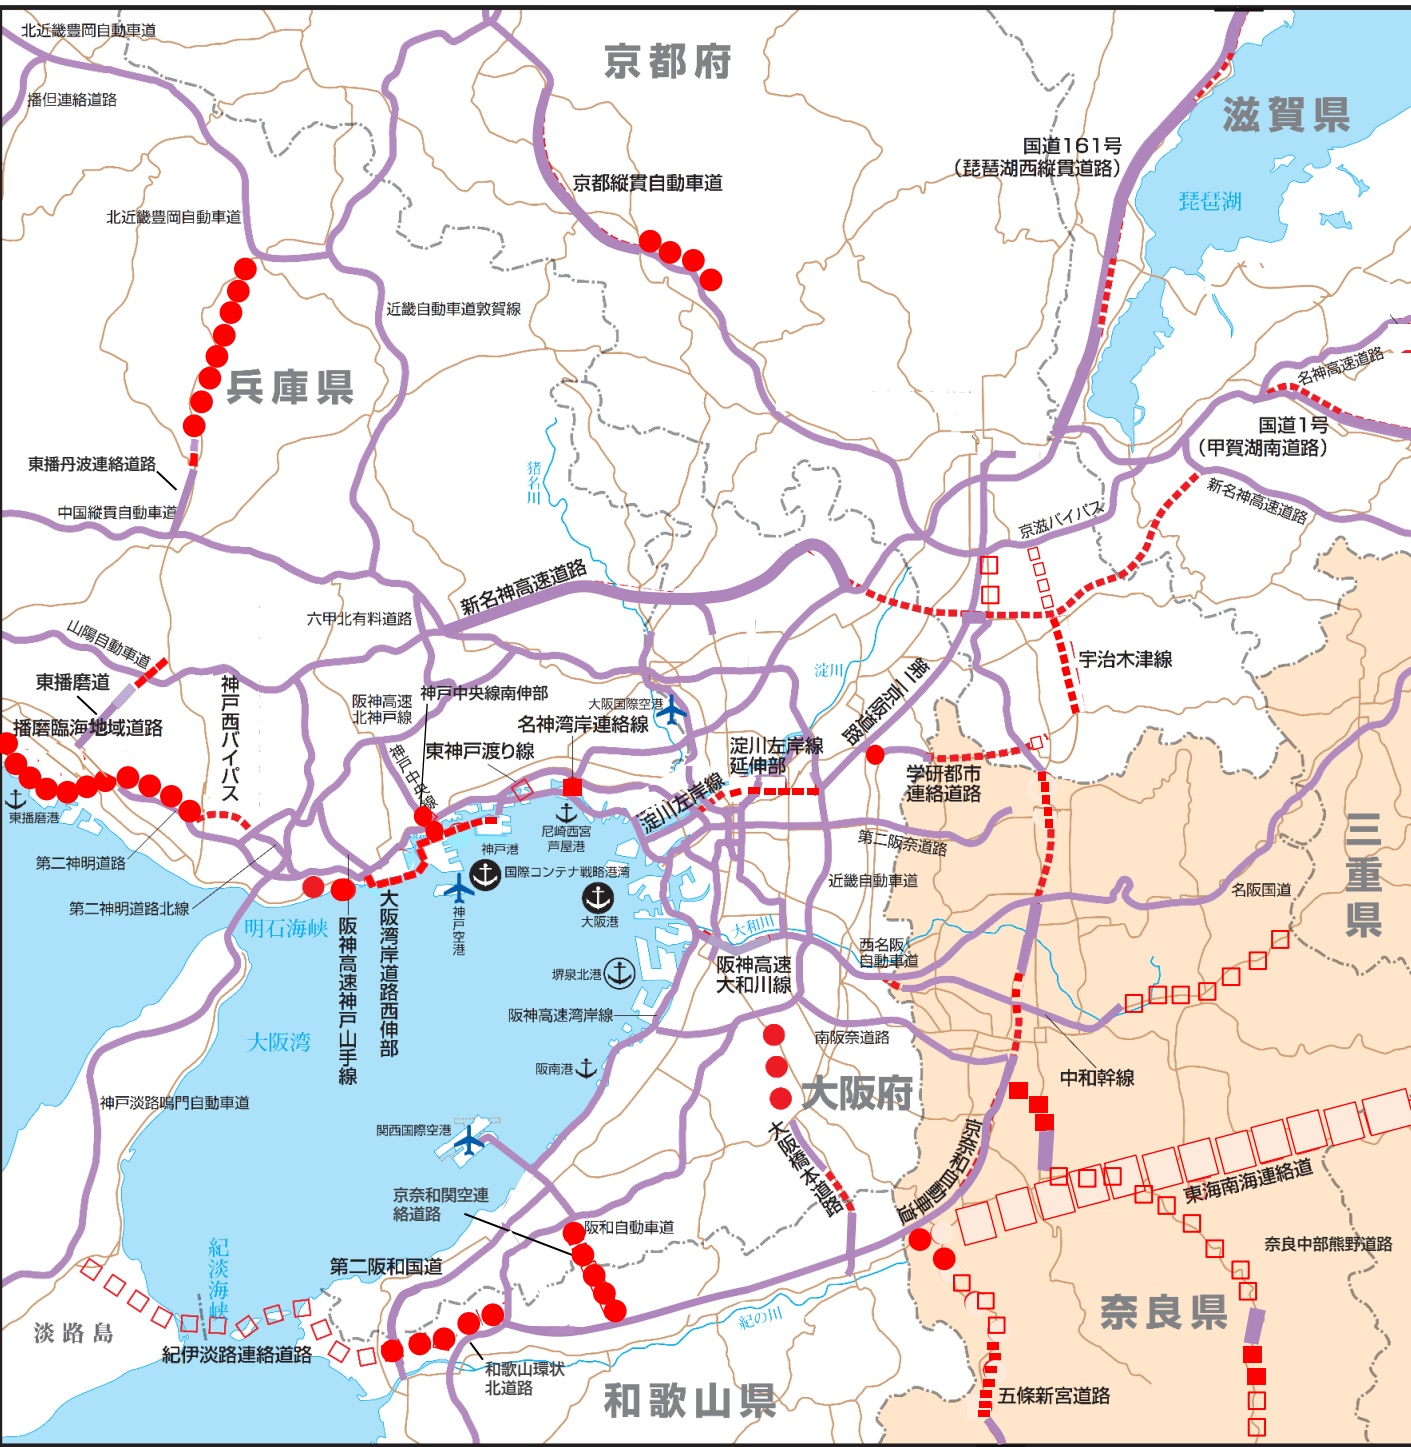 北近畿豊岡自動車道
京都府
播但連絡道路
滋賀県
国道161号
（琵琶湖西縦貫道路）
京都縦貫自動車道
琵琶湖
北近畿豊岡自動車道
近畿自動車道敦賀線
兵庫県
名神高速道路
国道1号
（甲賀湖南道路）
東播丹波連絡道路
猪名川
新名神高速道路
中国縦貫自動車道
京滋バイパス
新名神高速道路
六甲北有料道路
山陽自動車道
宇治木津線
淀川
第二京阪道路
東播磨道
神戸西バイパス
阪神高速
北神戸線
神戸中央線南伸部
大阪国際空港
名神湾岸連絡線
播磨臨海地域道路
東神戸渡り線
神戸中央線
淀川左岸線
延伸部
学研都市
連絡道路
淀川左岸線
東播磨港
尼崎西宮
芦屋港
神戸港
第二阪奈道路
三重県
第二神明道路
国際コンテナ戦略港湾
近畿自動車道
名阪国道
第二神明道路北線
明石海峡
神戸空港
大阪港
大和川
西名阪
自動車道
阪神高速神戸山手線
大阪湾岸道路西伸部
堺泉北港
阪神高速
大和川線
阪神高速湾岸線
大阪湾
南阪奈道路
阪南港
中和幹線
大阪府
神戸淡路鳴門自動車道
関西国際空港
大阪橋本道路
京奈和自動車道
東海南海連絡道
京奈和関空連
絡道路
阪和自動車道
紀淡海峡
第二阪和国道
奈良中部熊野道路
淡路島
紀の川
奈良県
紀伊淡路連絡道路
和歌山環状
北道路
和歌山県
五條新宮道路